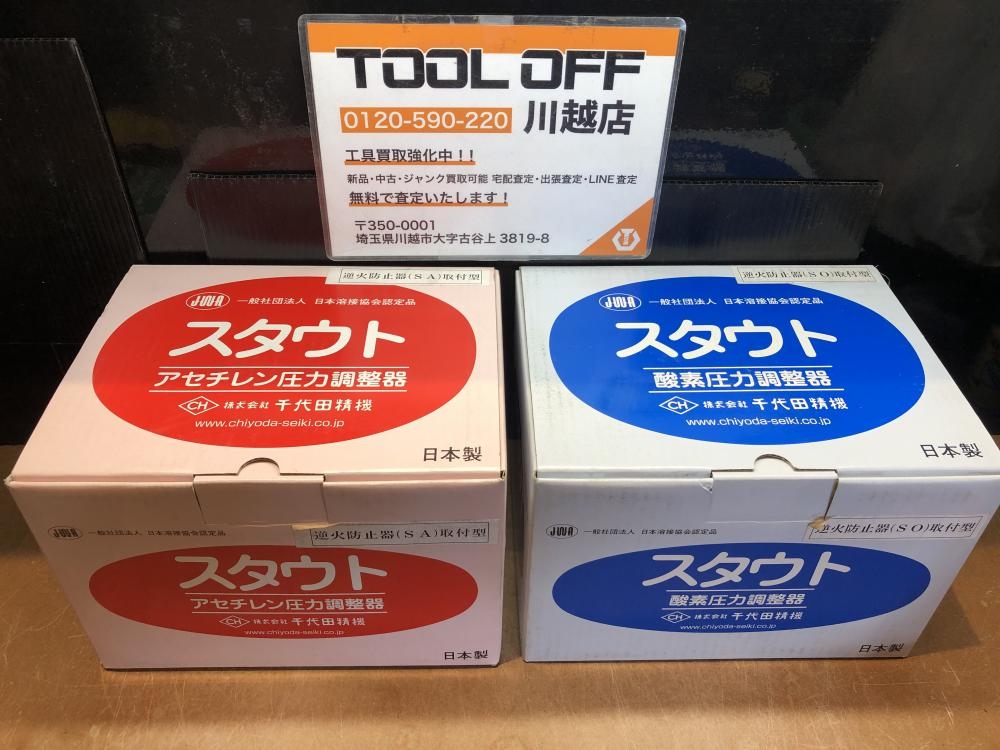 TOOL OFF
0120-590-220 川越店
工具買取強化中!!
新品・中古・ジャンク買取可能 宅配査定・出張査定・LINE査定
無料で査定いたします!
〒350-0001
埼玉県川越市大字古谷上 3819-8
逆火防止器(SA)取付型
JWA 一般社団法人 日本溶接協会認定品
スタウト
アセチレン圧力調整器
CH 株式会社 千代田精機
www.chiyoda-seiki.co.jp
日本製
JWA 一般社団法人 日本溶接協会認定品
逆火防止器(SA)取付型
スタウト
アセチレン圧力調整器
CH 株式会社 千代田精機
www.chiyoda-seiki.co.jp
日本製
逆火防止器(SO)取付型
JWA 一般社団法人 日本溶接協会認定品
スタウト
酸素圧力調整器
CH 株式会社 千代田精機
www.chiyoda-seiki.co.jp
日本製
JWA 一般社団法人 日本溶接協会認定品
逆火防止器(SO)取付型
スタウト
酸素圧力調整器
CH 株式会社 千代田精機
www.chiyoda-seiki.co.jp
日本製